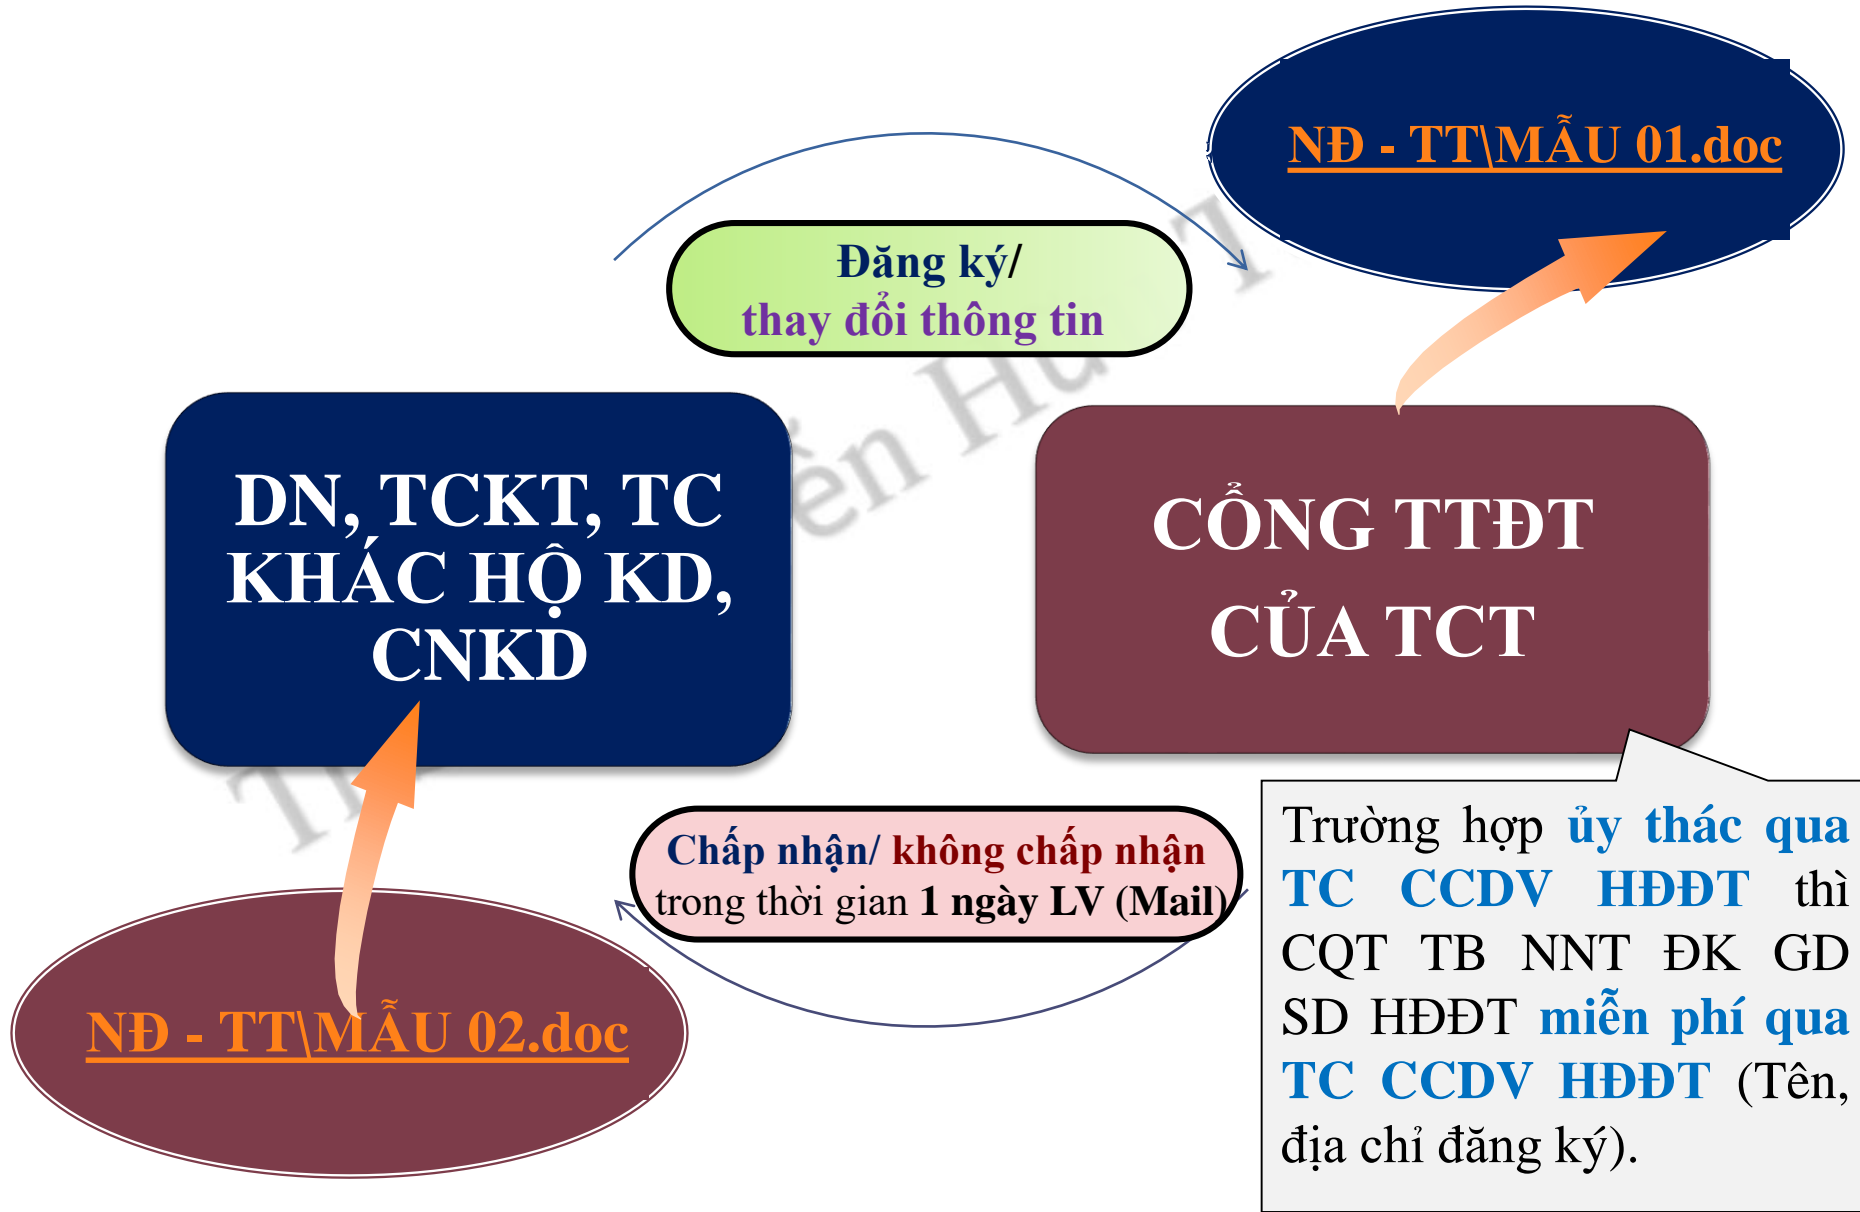 NĐ - TT\MẪU 01.doc
Đăng ký/
thay đổi thông tin
DN, TCKT, TC
KHÁC HỘ KD,
CNKD
CỔNG TTĐT
CỦA TCT
Chấp nhận/ không chấp nhận
trong thời gian 1 ngày LV (Mail)
NĐ - TT\MẪU 02.doc
Trường hợp ủy thác qua
TC CCDV HĐĐT thì
CQT TB NNT ĐK GD
SD HĐĐT miễn phí qua
TC CCDV HĐĐT (Tên,
địa chỉ đăng ký).